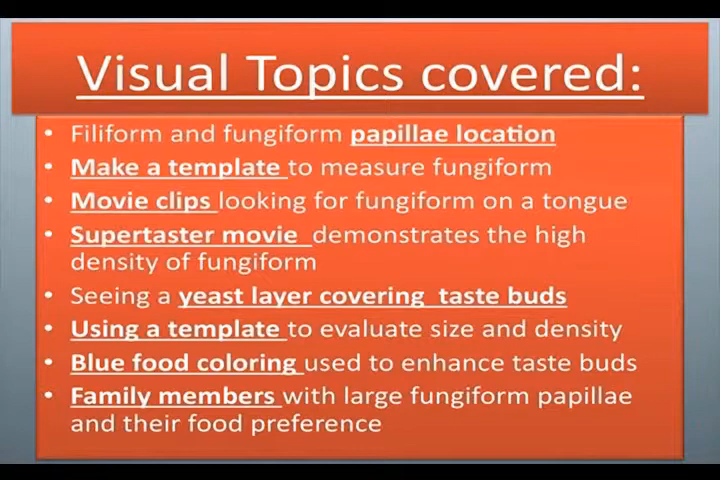 Visual Topics covered:
• Filiform and fungiform papillae location
• Make a template to measure fungiform
• Movie clips looking for fungiform on a tongue
• Supertaster movie demonstrates the high
density of fungiform
• Seeing a yeast layer covering taste buds
• Using a template to evaluate size and density
• Blue food coloring used to enhance taste buds
• Family members with large fungiform papillae
and their food preference